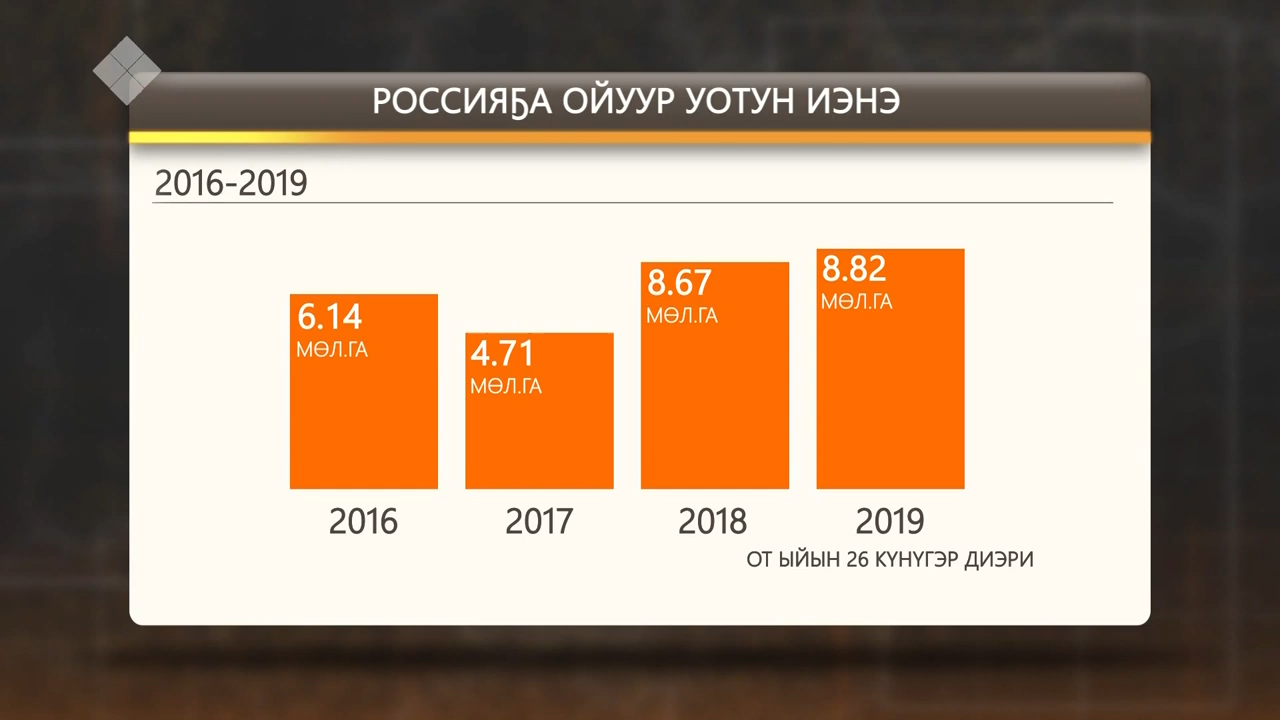 РОССИЯҔА ОЙУУР УОТУН ИЭНЭ
2016-2019
6.14
МӨЛ.ГА
4.71
МӨЛ.ГА
8.67
МӨЛ.ГА
8.82
МӨЛ.ГА
2016 2017 2018 2019
ОТ ЫЙЫН 26 КҮНҮГЭР ДИЭРИ